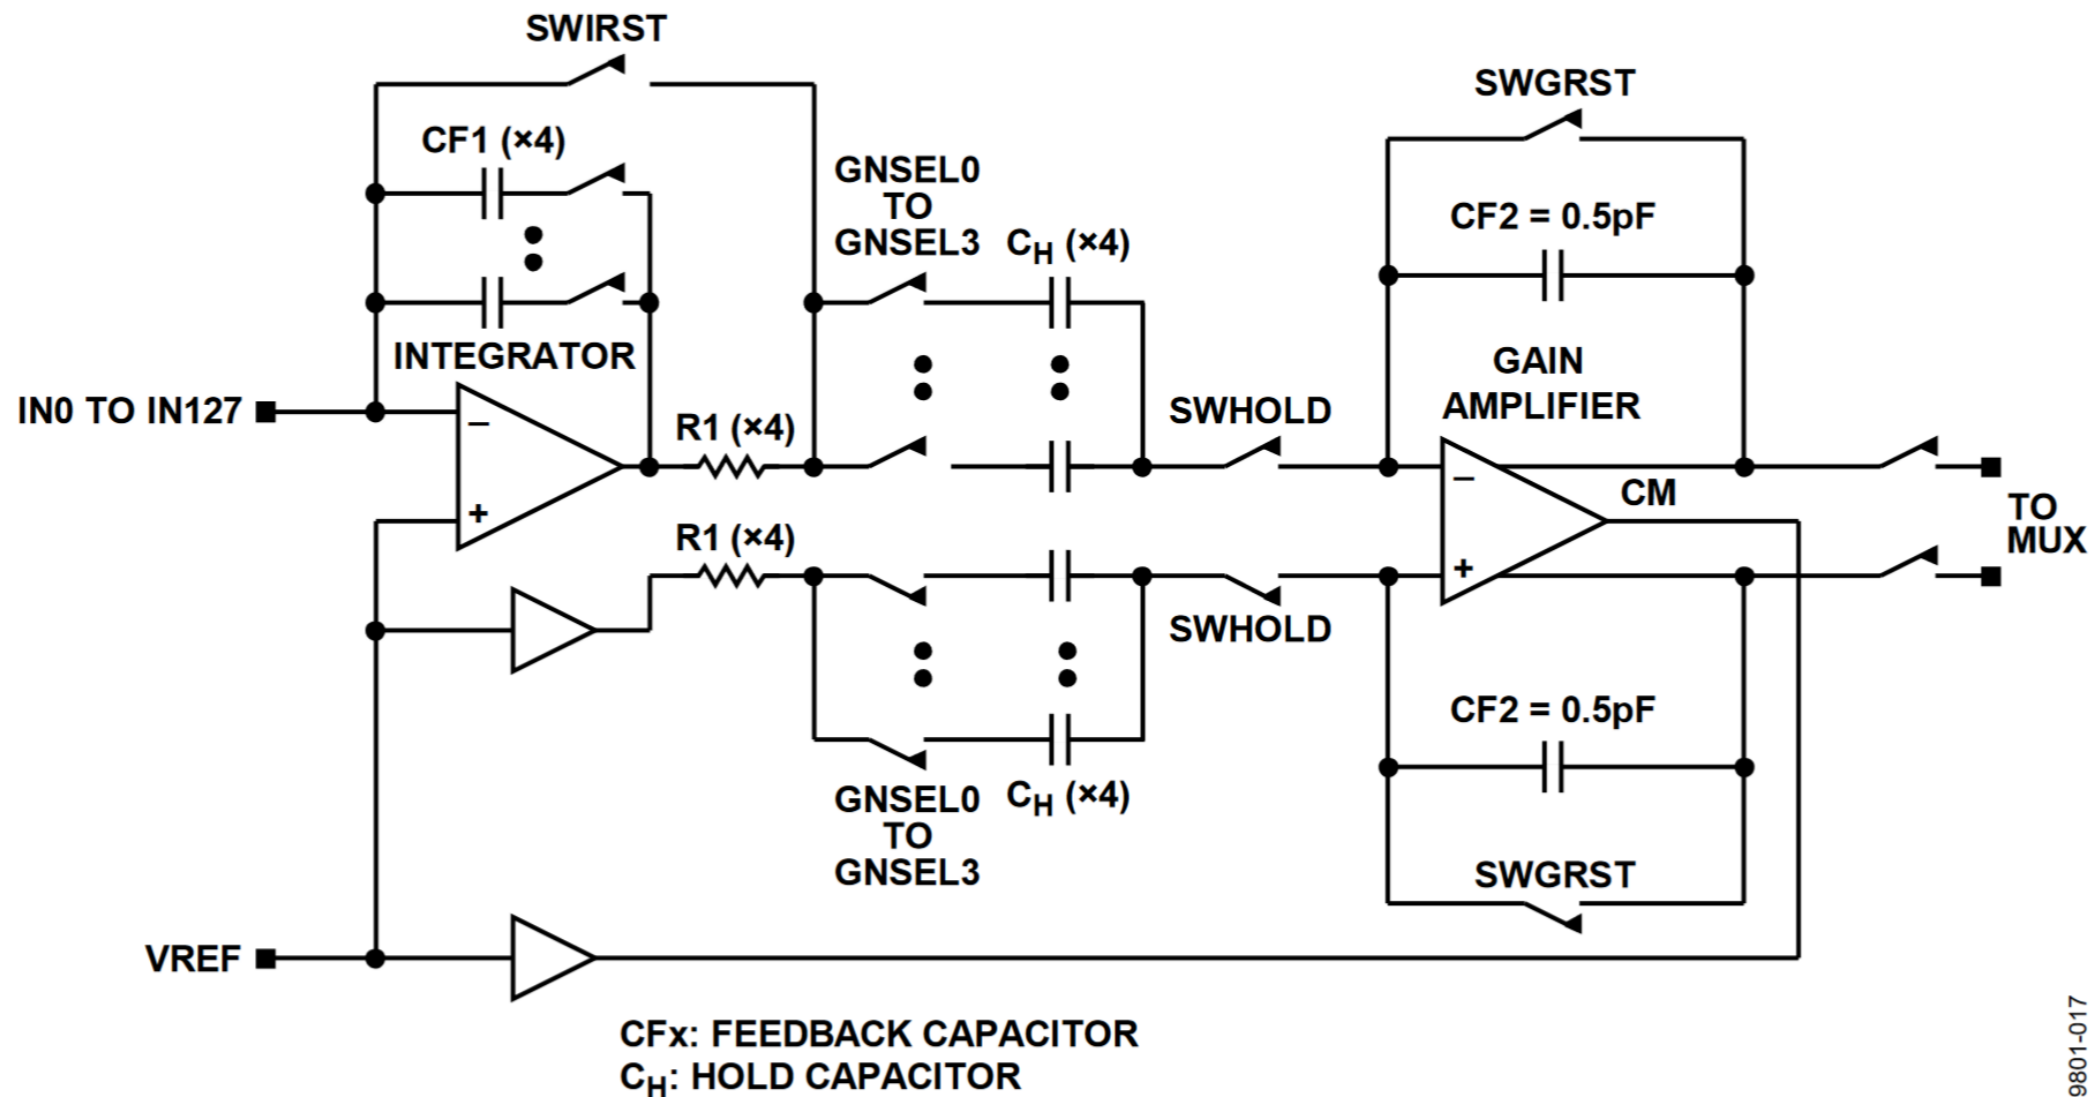 SWIRST
SWGRST
CF1 (×4)
GNSEL0
TO
GNSEL3
CH (×4)
CF2 = 0.5pF
INTEGRATOR
GAIN
AMPLIFIER
IN0 TO IN127
–
+
R1 (×4)
SWHOLD
–
+
CM
TO
MUX
R1 (×4)
SWHOLD
CF2 = 0.5pF
GNSEL0
TO
GNSEL3
CH (×4)
SWGRST
VREF
CFx: FEEDBACK CAPACITOR
CH: HOLD CAPACITOR
9801-017